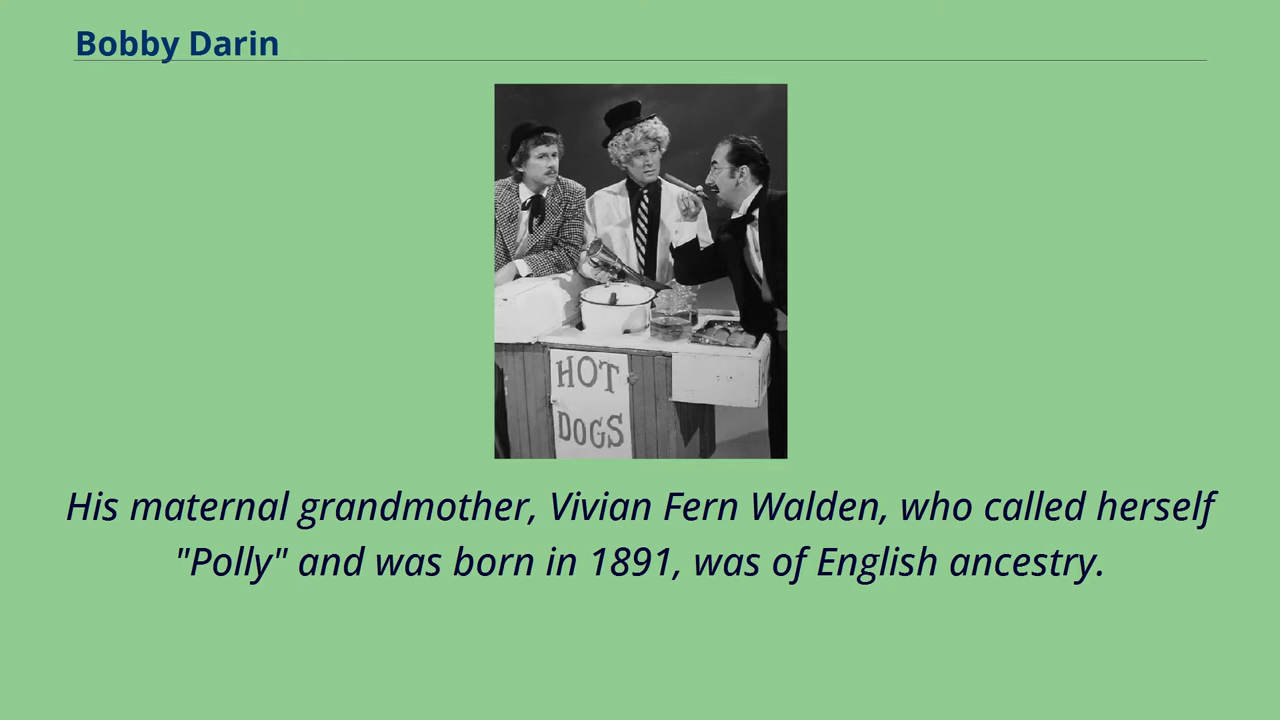 Bobby Darin
HOT
DOGS
His maternal grandmother, Vivian Fern Walden, who called herself
"Polly" and was born in 1891, was of English ancestry.